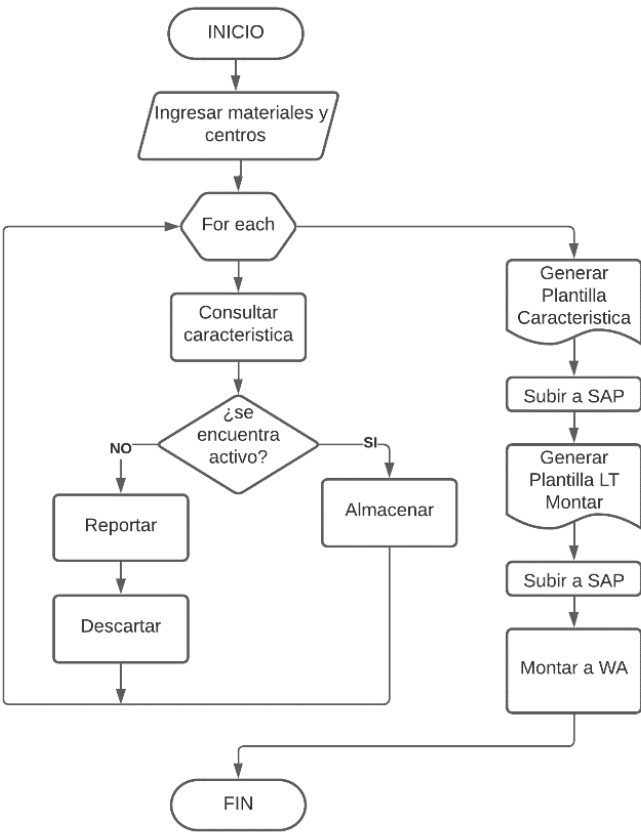 INICIO
Ingresar materiales y
centros
For each
Consultar
caracteristica
¿se
encuentra
activo?
NO
SI
Reportar
Almacenar
Descartar
Generar
Plantilla
Caracteristica
Subir a SAP
Generar
Plantilla LT
Montar
Subir a SAP
Montar a WA
FIN